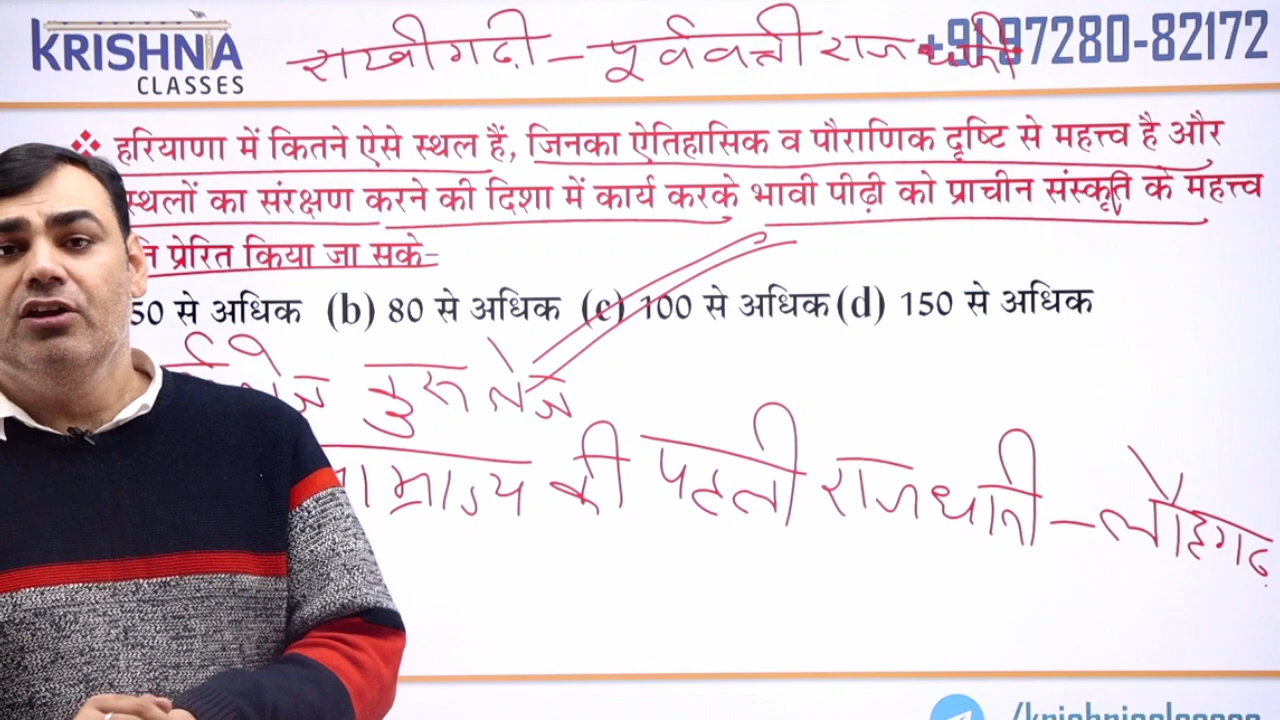 KRISHNA
CLASSES
राखीगढ़ी – पूर्ववर्ती राजधानी
+91 97280-82172
❖ हरियाणा में कितने ऐसे स्थल हैं, जिनका ऐतिहासिक व पौराणिक दृष्टि से महत्त्व है और
स्थलों का संरक्षण करने की दिशा में कार्य करके भावी पीढ़ी को प्राचीन संस्कृति के महत्त्व
प्रेरित किया जा सके-
50 से अधिक (b) 80 से अधिक (c) 100 से अधिक (d) 150 से अधिक
की पहली राजधानी – लौहगढ़